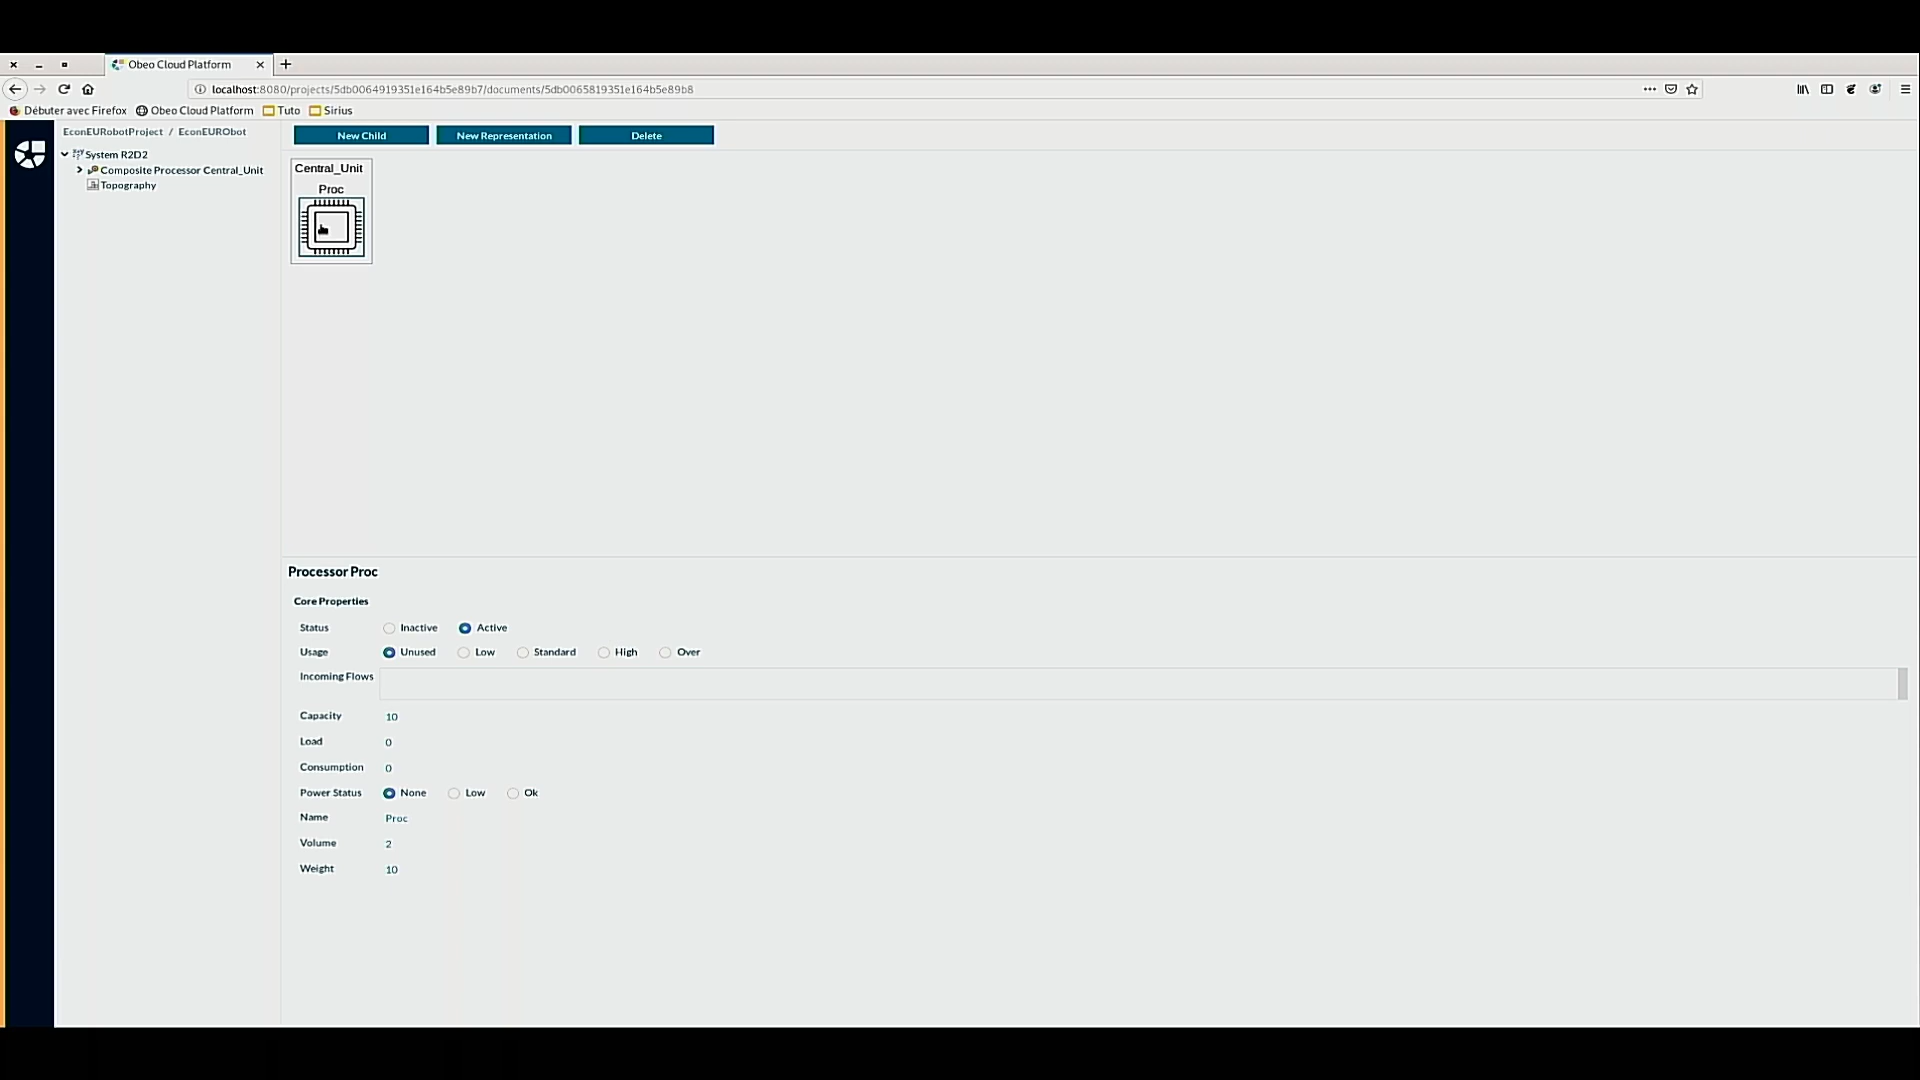 Obeo Cloud Platform
localhost:8080/projects/5db0064919351e164b5e89b7/documents/5db0065819351e164b5e89b8
Débuter avec Firefox Obeo Cloud Platform Tuto Sirius
EconEURobotProject / EconEURObot
New Child New Representation Delete
System R2D2
Composite Processor Central_Unit
Topography
Central_Unit
Proc
Processor Proc
Core Properties
Status Inactive Active
Usage Unused Low Standard High Over
Incoming Flows
Capacity 10
Load 0
Consumption 0
Power Status None Low Ok
Name Proc
Volume 2
Weight 10